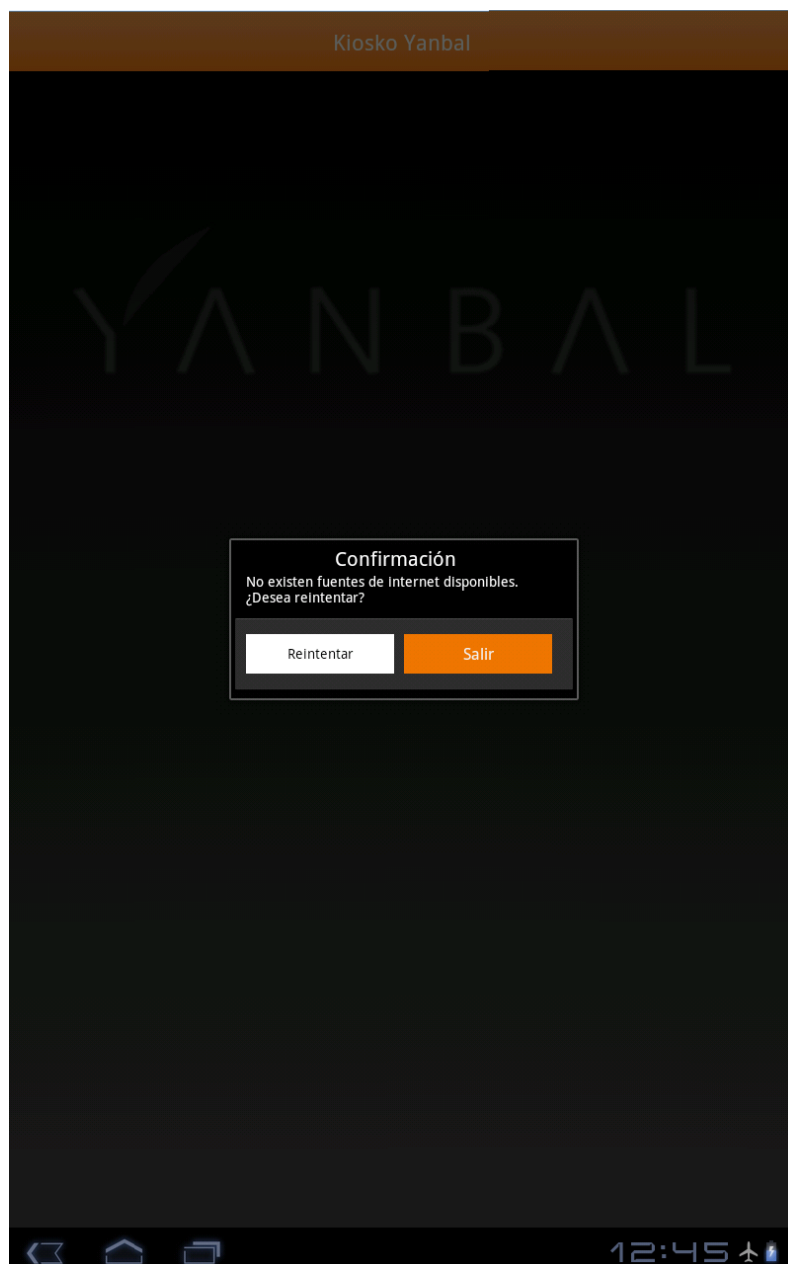 Kiosko Yanbal
YANBAL
Confirmación
No existen fuentes de internet disponibles.
¿Desea reintentar?
Reintentar
Salir
12:45